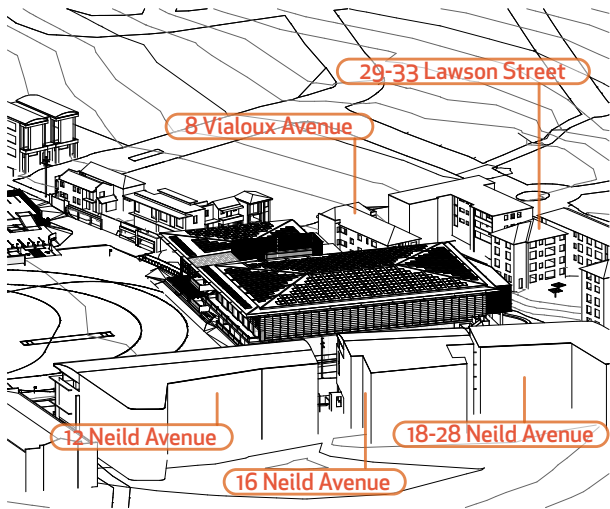 29-33 Lawson Street
8 Vialoux Avenue
12 Neild Avenue
18-28 Neild Avenue
16 Neild Avenue